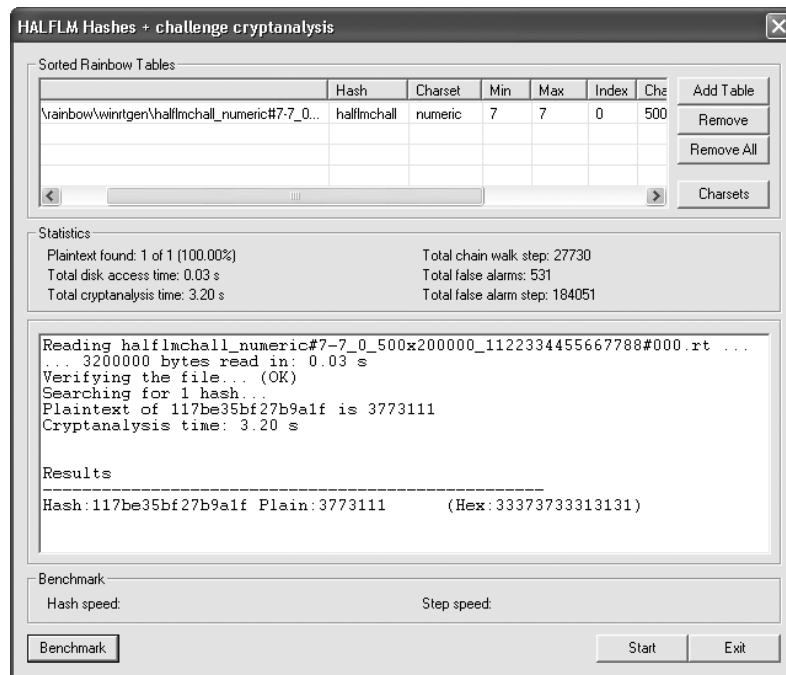 HALFLM Hashes + challenge cryptanalysis
Sorted Rainbow Tables
Hash Charset Min Max Index Cha
\rainbow\winrtgen\halflmchall_numeric#7-7_0... halflmchall numeric 7 7 0 500
Add Table
Remove
Remove All
Charsets
Statistics
Plaintext found: 1 of 1 (100.00%)
Total disk access time: 0.03 s
Total cryptanalysis time: 3.20 s
Total chain walk step: 27730
Total false alarms: 531
Total false alarm step: 184051
Reading halflmchall_numeric#7-7_0_500x200000_1122334455667788#000.rt ...
... 3200000 bytes read in: 0.03 s
Verifying the file... (OK)
Searching for 1 hash...
Plaintext of 117be35bf27b9a1f is 3773111
Cryptanalysis time: 3.20 s
Results
-------------------------------------------------------
Hash:117be35bf27b9a1f Plain:3773111 (Hex:33373733313131)
Benchmark
Hash speed:
Step speed:
Benchmark
Start
Exit